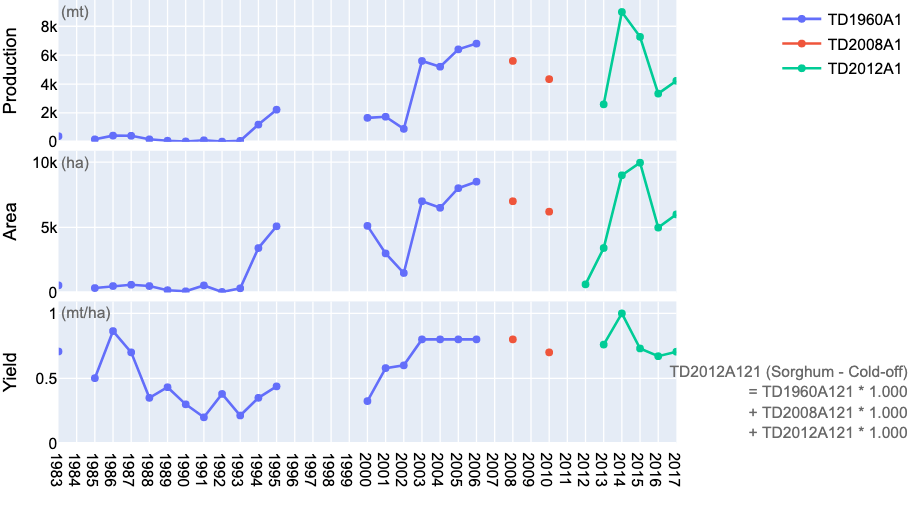 (mt)
Production
8k
6k
4k
2k
0
TD1960A1
TD2008A1
TD2012A1
(ha)
Area
10k
5k
0
(mt/ha)
Yield
1
0.5
0
TD2012A121 (Sorghum - Cold-off)
= TD1960A121 * 1.000
+ TD2008A121 * 1.000
+ TD2012A121 * 1.000
1983
1984
1985
1986
1987
1988
1989
1990
1991
1992
1993
1994
1995
1996
1997
1998
1999
2000
2001
2002
2003
2004
2005
2006
2007
2008
2009
2010
2011
2012
2013
2014
2015
2016
2017